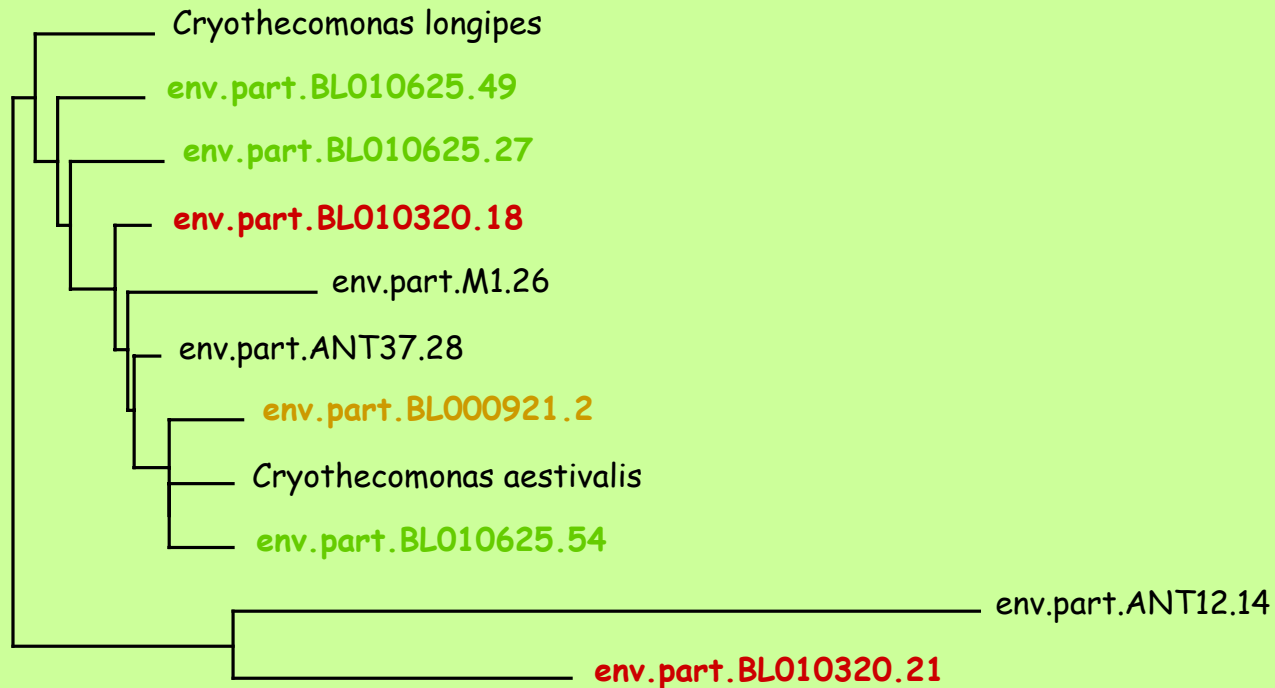 Cryothecomonas longipes
env.part.BL010625.49
env.part.BL010625.27
env.part.BL010320.18
env.part.M1.26
env.part.ANT37.28
env.part.BL000921.2
Cryothecomonas aestivalis
env.part.BL010625.54
env.part.ANT12.14
env.part.BL010320.21